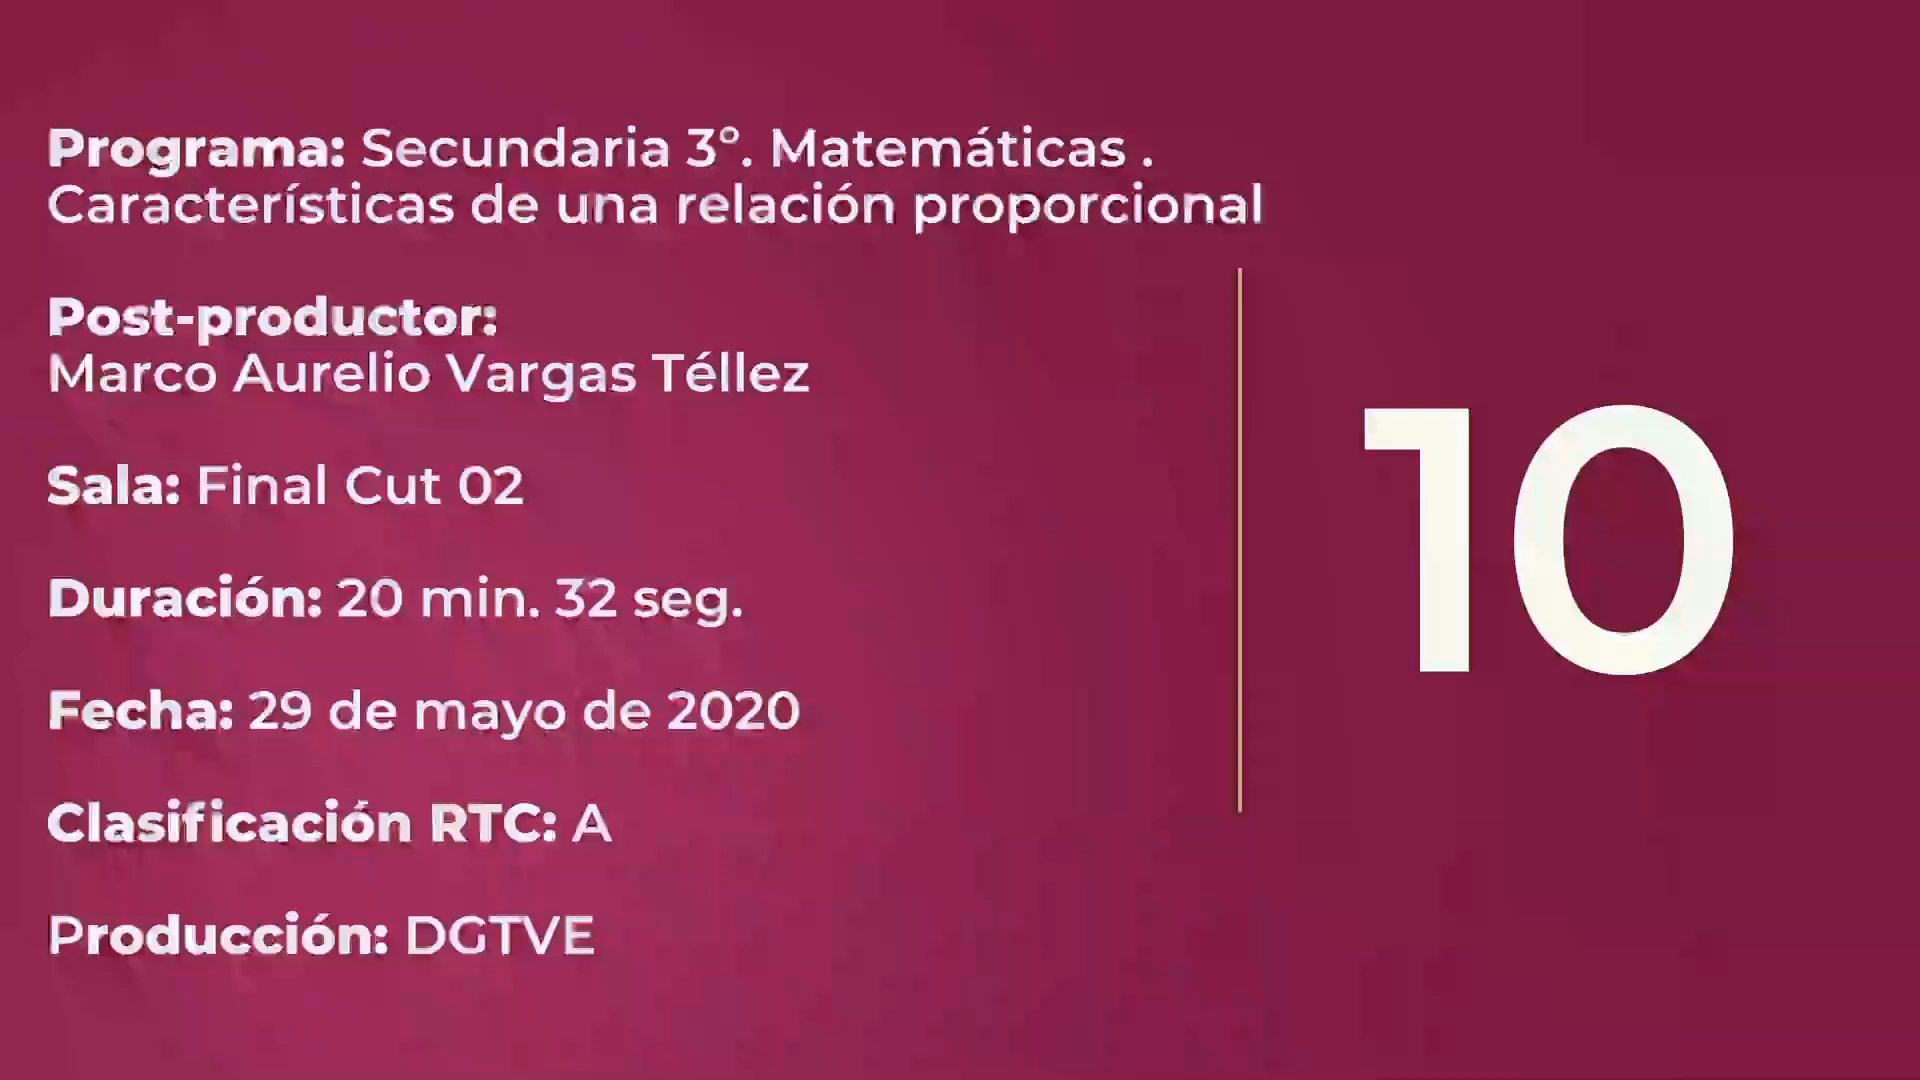 Programa: Secundaria 3°. Matemáticas .
Características de una relación proporcional
Post-productor:
Marco Aurelio Vargas Téllez
Sala: Final Cut 02
Duración: 20 min. 32 seg.
Fecha: 29 de mayo de 2020
Clasificación RTC: A
Producción: DGTVE
10